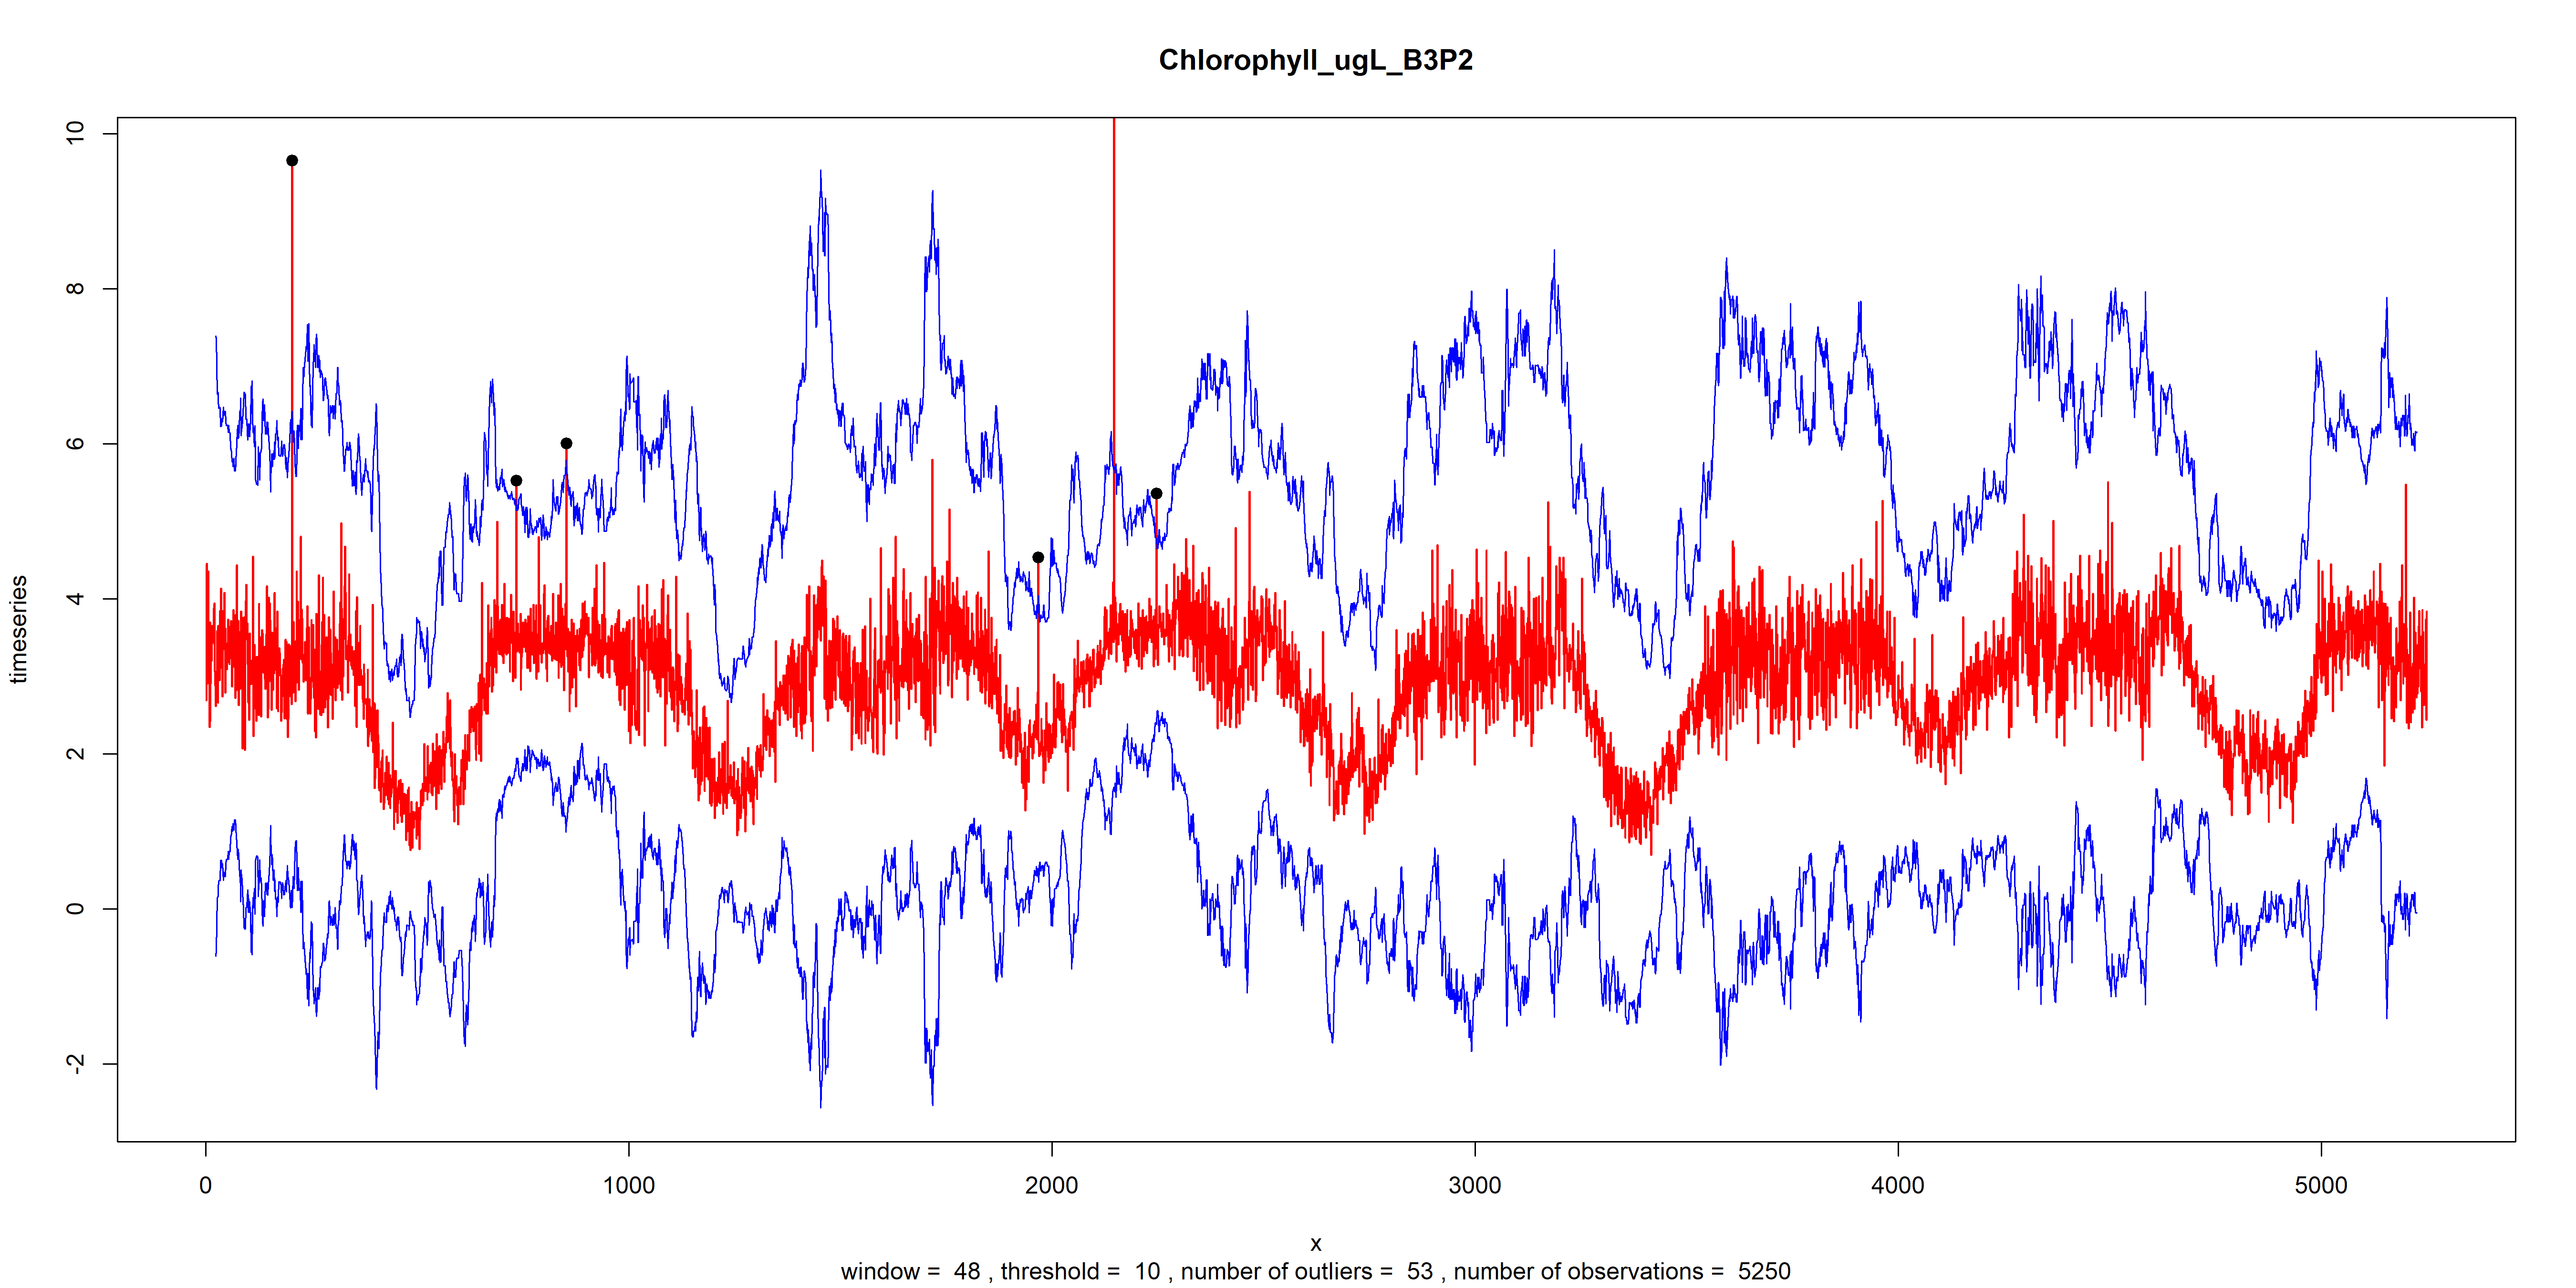 Chlorophyll_ugL_B3P2
10
8
6
4
2
0
-2
timeseries
0 1000 2000 3000 4000 5000
x
window = 48 , threshold = 10 , number of outliers = 53 , number of observations = 5250